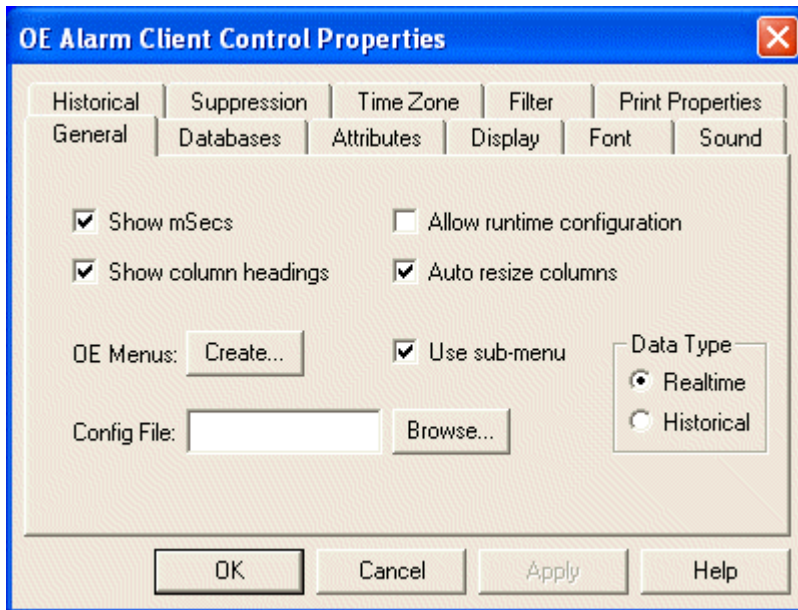 OE Alarm Client Control Properties
Historical Suppression Time Zone Filter Print Properties
General Databases Attributes Display Font Sound
Show mSecs Allow runtime configuration
Show column headings Auto resize columns
OE Menus: Create... Use sub-menu
Data Type
Realtime
Historical
Config File: Browse...
OK Cancel Apply Help